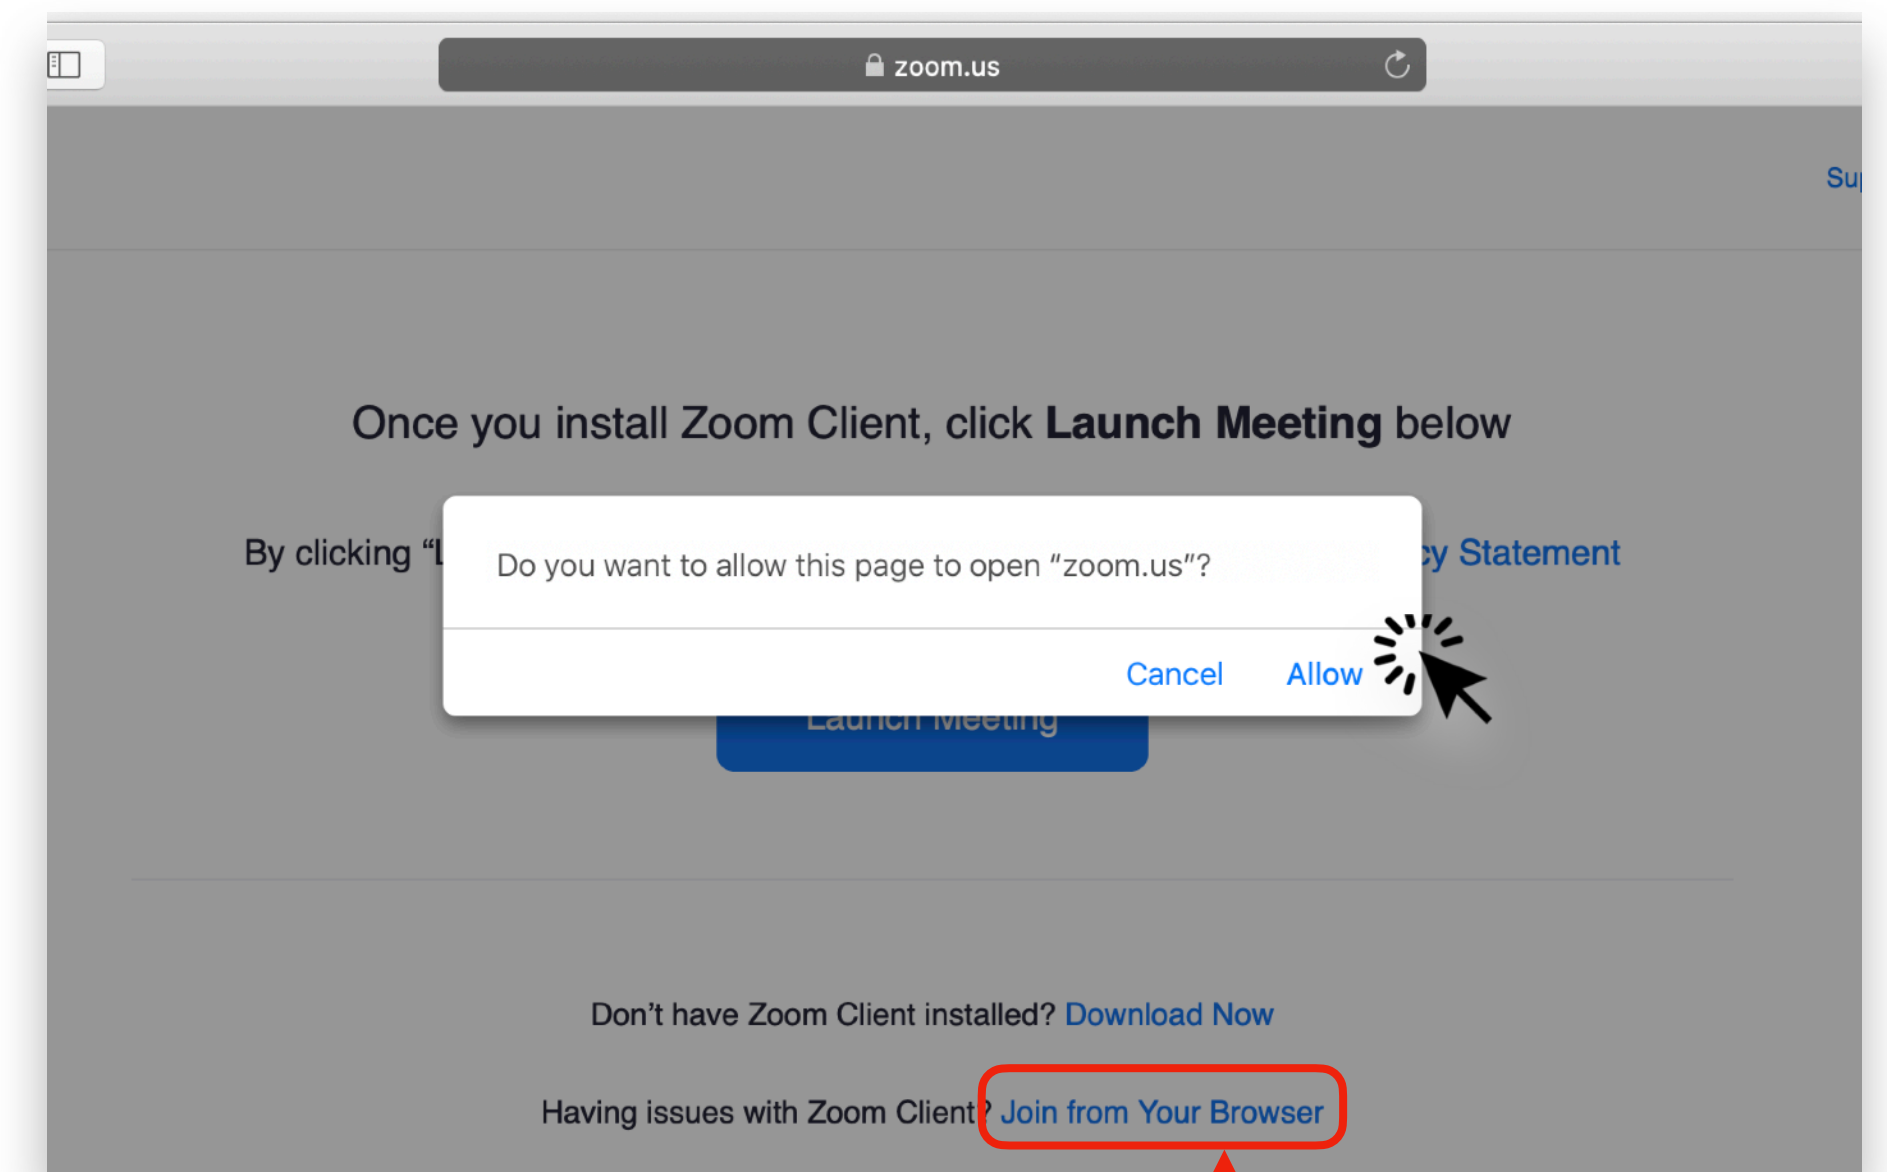 zoom.us
Once you install Zoom Client, click Launch Meeting below
By clicking Statement
Do you want to allow this page to open “zoom.us”?
Cancel Allow
Launch Meeting
Don’t have Zoom Client installed? Download Now
Having issues with Zoom Client? Join from Your Browser